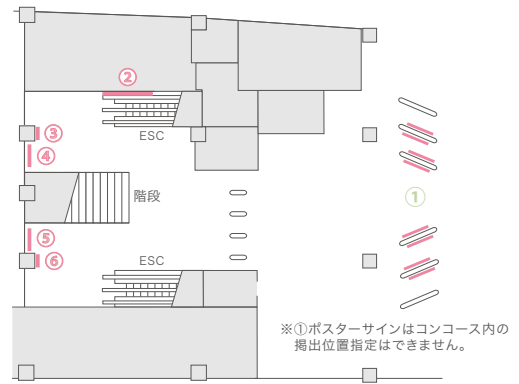 ②
ESC
③
④
階段
①
⑤
⑥
ESC
※①ポスターサインはコンコース内の
掲出位置指定はできません。